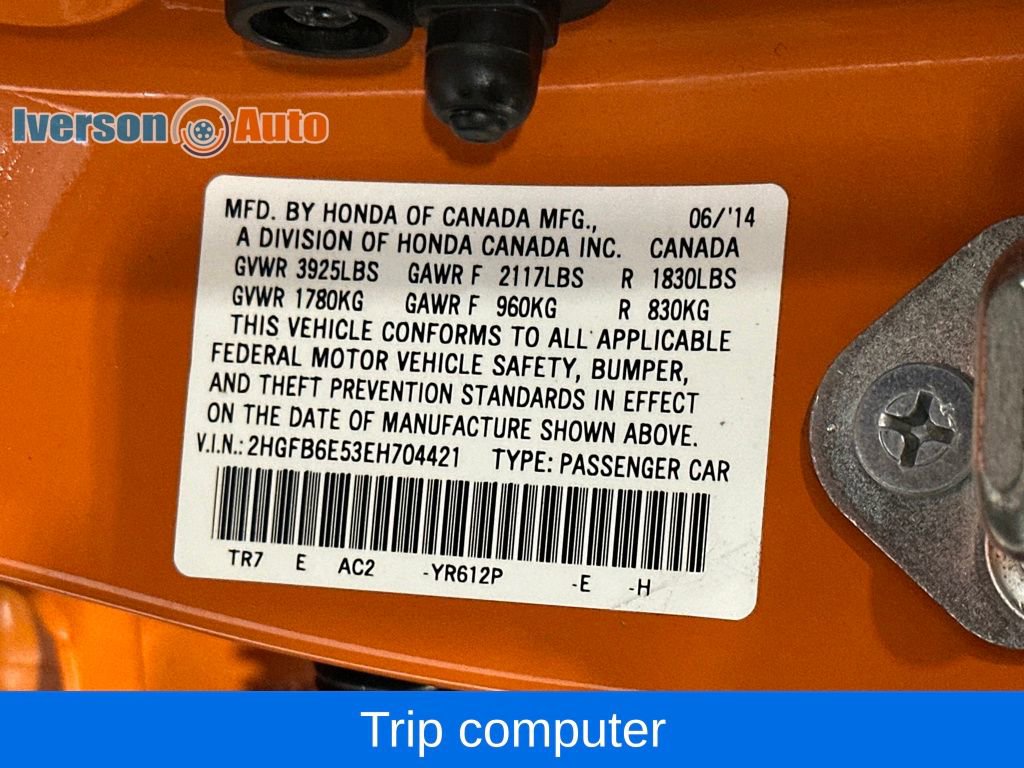 Iverson Auto
MFD. BY HONDA OF CANADA MFG., 06/'14
A DIVISION OF HONDA CANADA INC. CANADA
GVWR 3925LBS GAWR F 2117LBS R 1830LBS
GVWR 1780KG GAWR F 960KG R 830KG
THIS VEHICLE CONFORMS TO ALL APPLICABLE
FEDERAL MOTOR VEHICLE SAFETY, BUMPER,
AND THEFT PREVENTION STANDARDS IN EFFECT
ON THE DATE OF MANUFACTURE SHOWN ABOVE.
V.I.N.: 2HGFB6E53EH704421 TYPE: PASSENGER CAR
TR7 E AC2 -YR612P -E -H
Trip computer